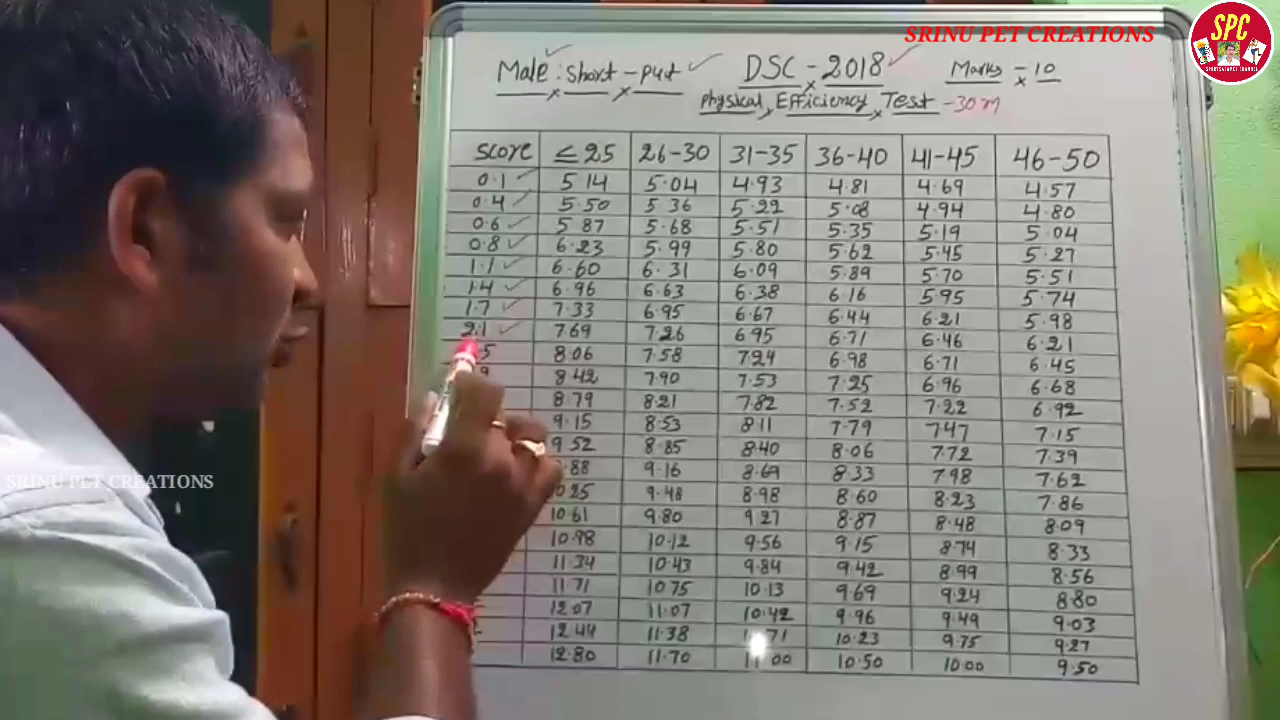 SRINU PET CREATIONS
SPC
SPORTSATOPET CHANNEL
Male : Short - put DSC - 2018 Marks - 10
Physical Efficiency Test - 30 M
Score ≤ 25 26-30 31-35 36-40 41-45 46-50
0.1 5.14 5.04 4.93 4.81 4.69 4.57
0.4 5.50 5.36 5.22 5.08 4.94 4.80
0.6 5.87 5.68 5.51 5.35 5.19 5.04
0.8 6.23 5.99 5.80 5.62 5.45 5.27
1.1 6.60 6.31 6.09 5.89 5.70 5.51
1.4 6.96 6.63 6.38 6.16 5.95 5.74
1.7 7.33 6.95 6.67 6.44 6.21 5.98
2.1 7.69 7.26 6.95 6.71 6.46 6.21
8.06 7.58 7.24 6.98 6.71 6.45
8.42 7.90 7.53 7.25 6.96 6.68
8.79 8.21 7.82 7.52 7.22 6.92
9.15 8.53 8.11 7.79 7.47 7.15
9.52 8.85 8.40 8.06 7.72 7.39
.88 9.16 8.69 8.33 7.98 7.62
10.25 9.48 8.98 8.60 8.23 7.86
10.61 9.80 9.27 8.87 8.48 8.09
10.98 10.12 9.56 9.15 8.74 8.33
11.34 10.43 9.84 9.42 8.99 8.56
11.71 10.75 10.13 9.69 9.24 8.80
12.07 11.07 10.42 9.96 9.49 9.03
12.44 11.38 10.23 9.75 9.27
12.80 11.70 11.00 10.50 10.00 9.50
SRINU PET CREATIONS